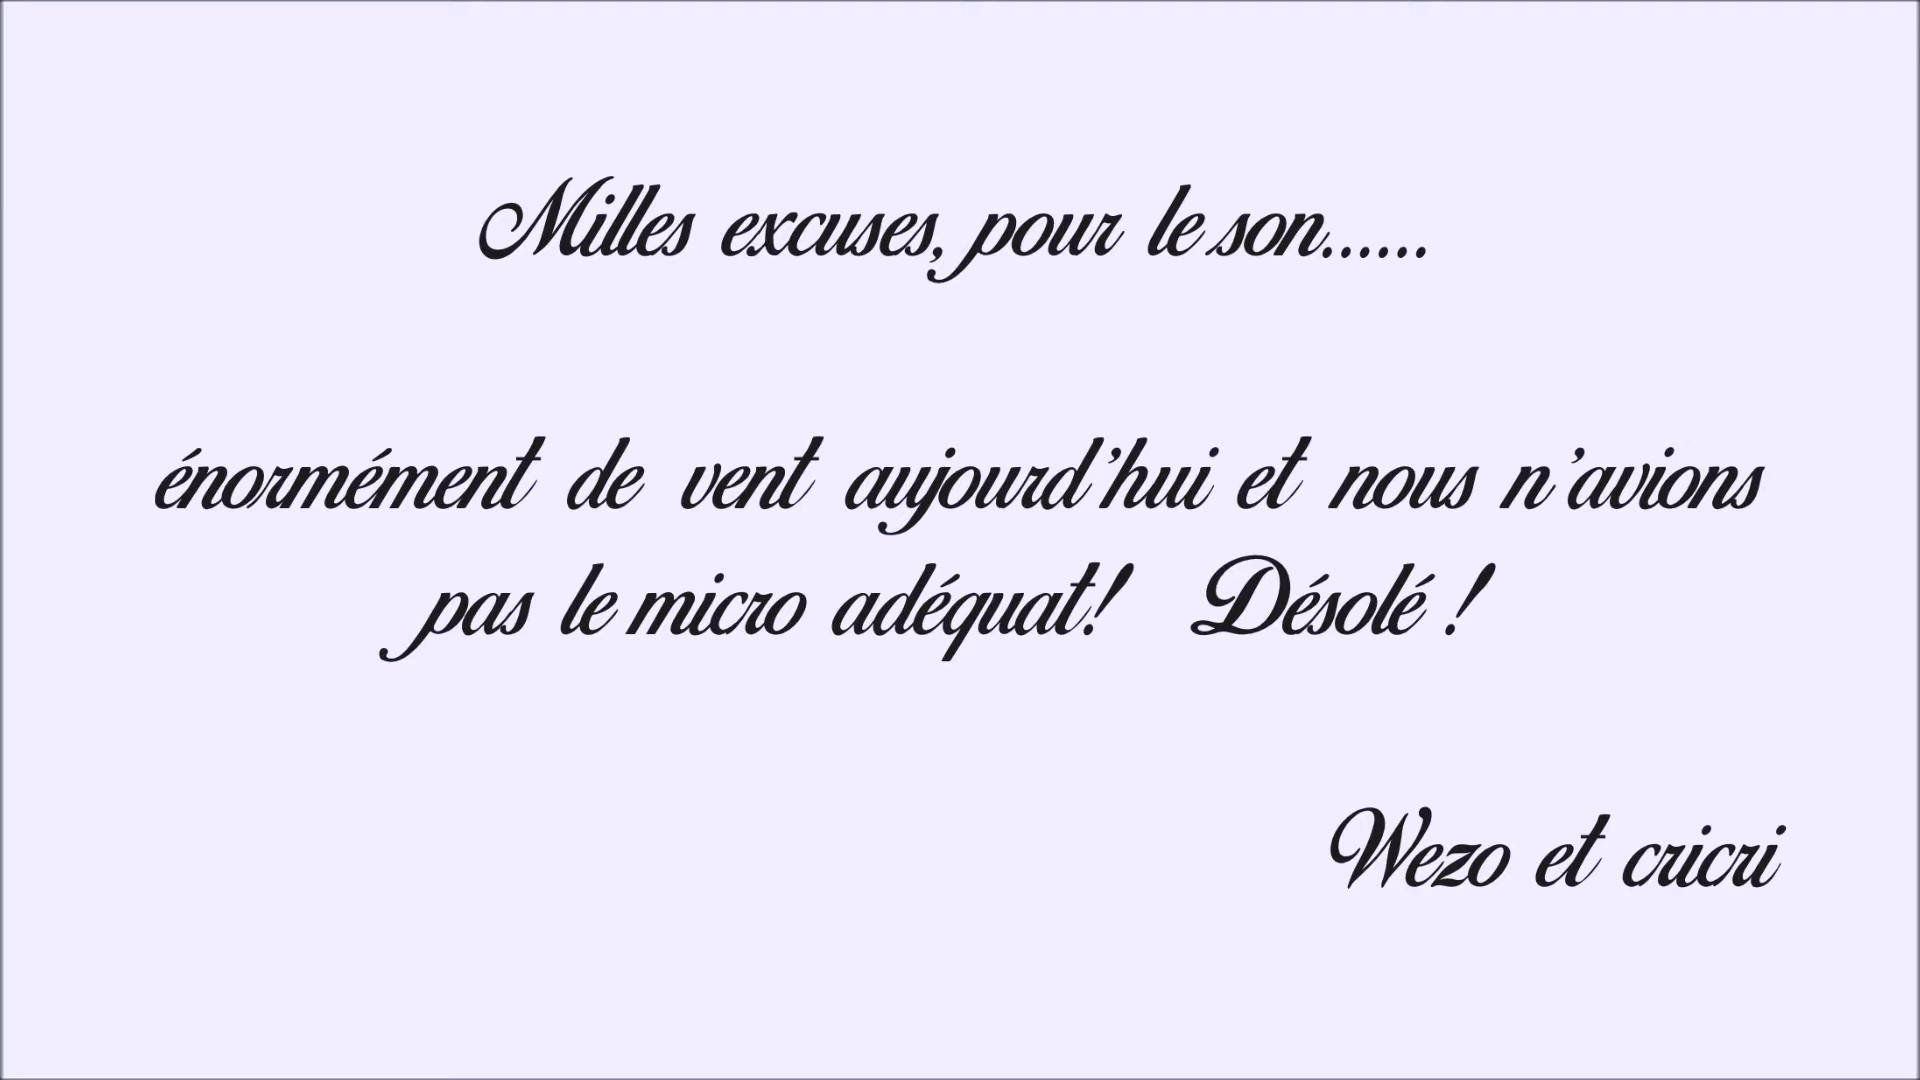 Milles excuses, pour le son......
énormément de vent aujourd'hui et nous n'avions
pas le micro adéquat! Désolé !
Wezo et cricri